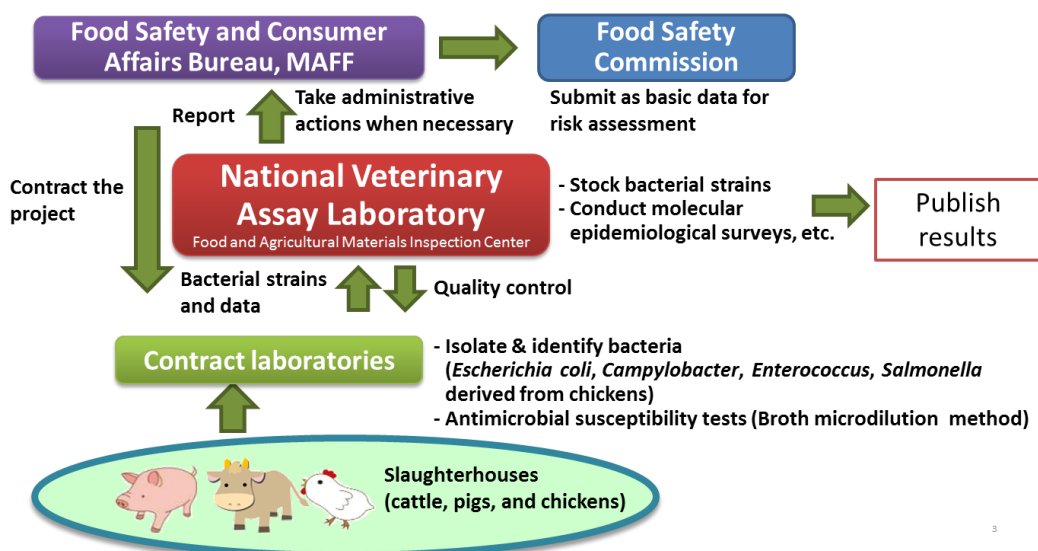 Food Safety and Consumer
Affairs Bureau, MAFF
Food Safety
Commission
Report
Take administrative
actions when necessary
Submit as basic data for
risk assessment
Contract the
project
National Veterinary
Assay Laboratory
Food and Agricultural Materials Inspection Center
- Stock bacterial strains
- Conduct molecular
epidemiological surveys, etc.
Publish
results
Bacterial strains
and data
Quality control
Contract laboratories
- Isolate & identify bacteria
(Escherichia coli, Campylobacter, Enterococcus, Salmonella
derived from chickens)
- Antimicrobial susceptibility tests (Broth microdilution method)
Slaughterhouses
(cattle, pigs, and chickens)
3